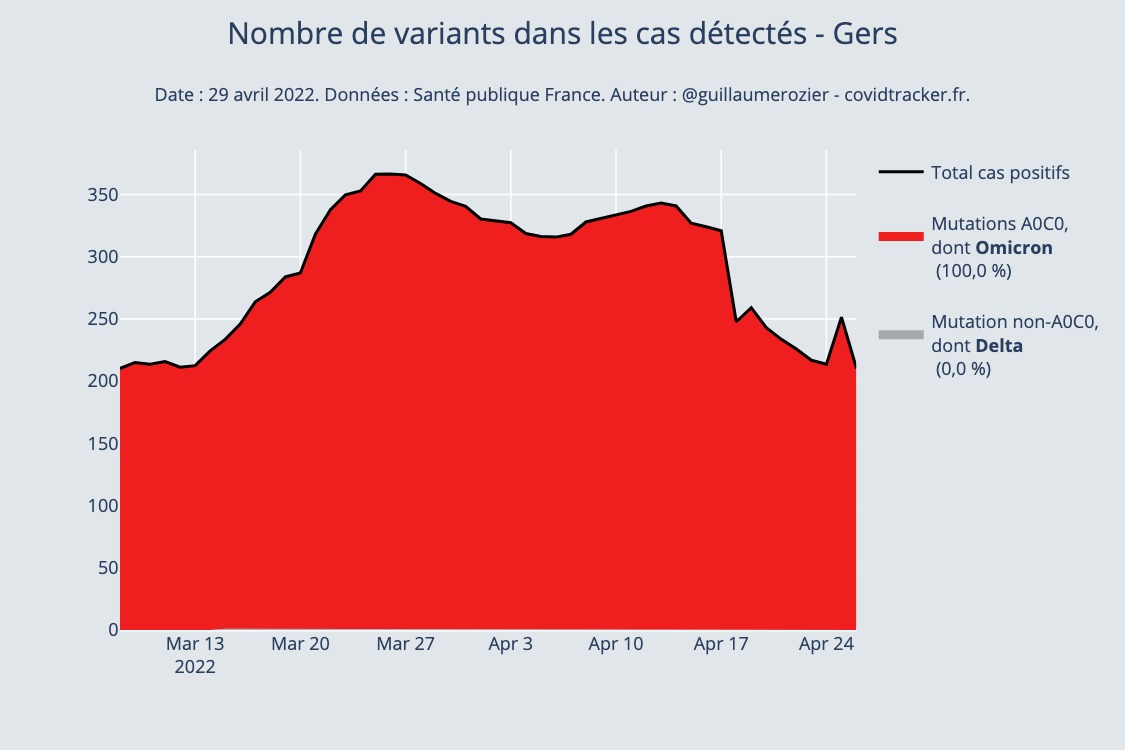 Nombre de variants dans les cas détectés - Gers
Date : 29 avril 2022. Données : Santé publique France. Auteur : @guillaumerozier - covidtracker.fr.
350
300
250
200
150
100
50
0
Mar 13
2022
Mar 20
Mar 27
Apr 3
Apr 10
Apr 17
Apr 24
Total cas positifs
Mutations A0C0,
dont Omicron
(100,0 %)
Mutation non-A0C0,
dont Delta
(0,0 %)